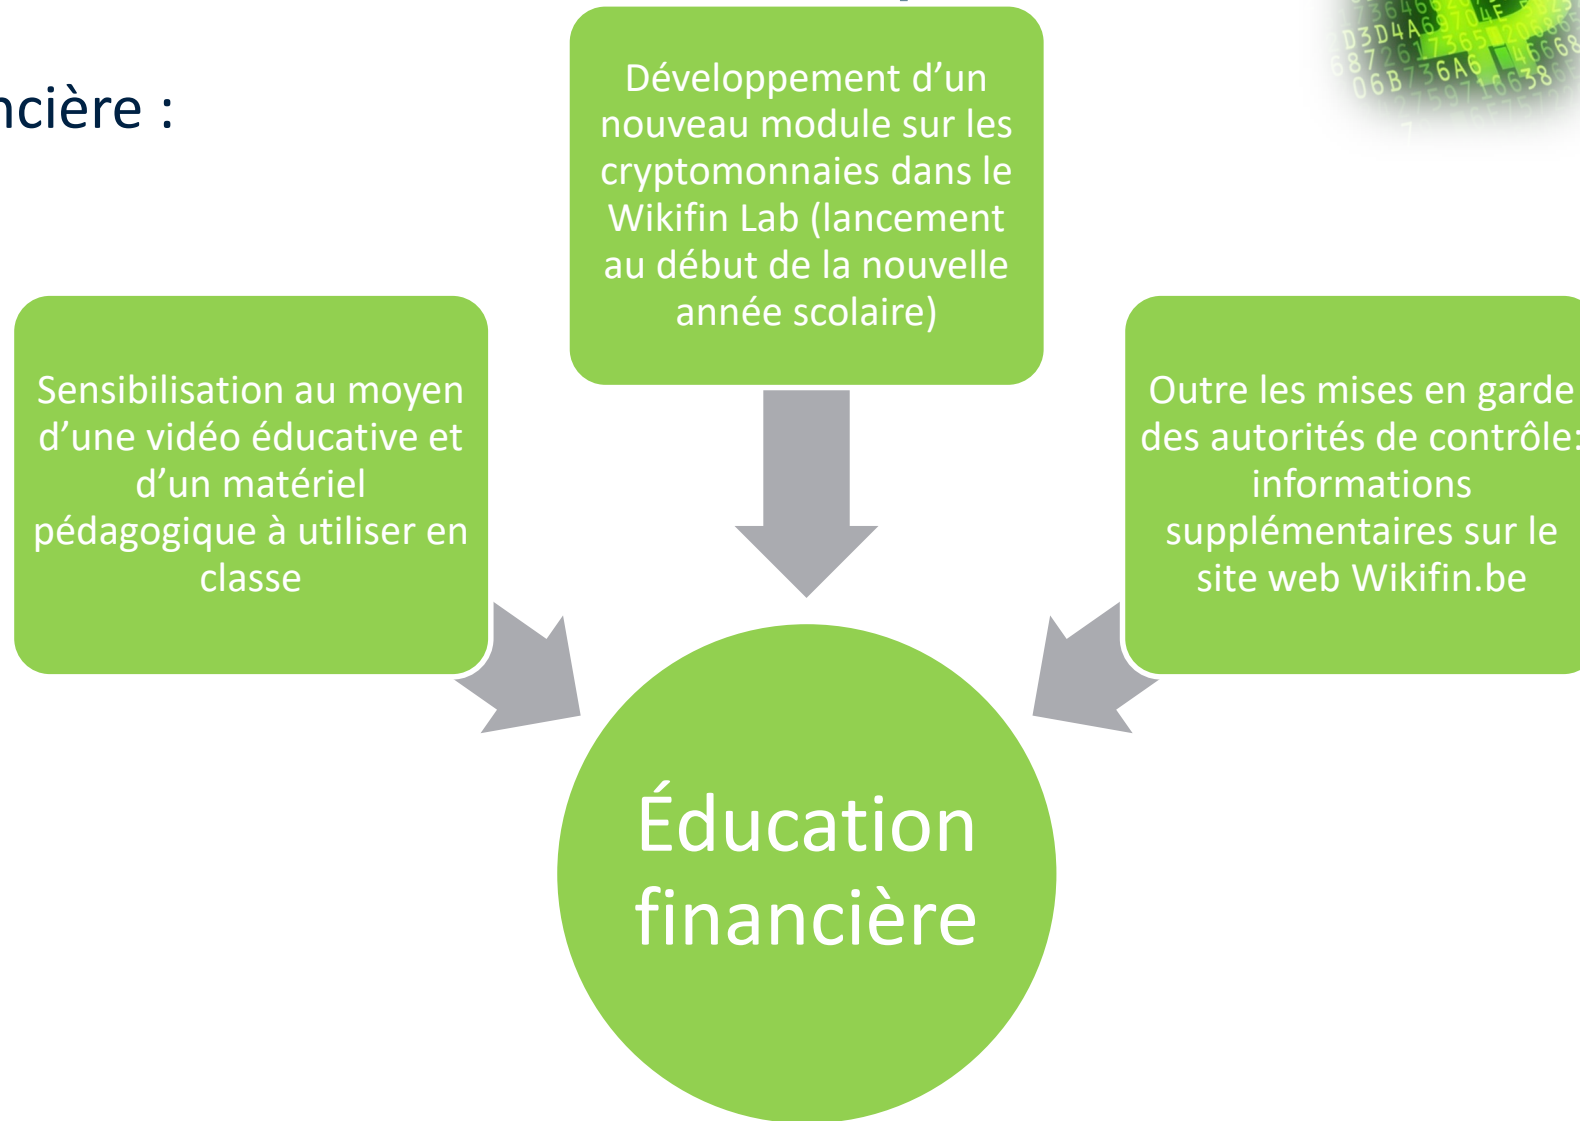 ncière :
Développement d’un
nouveau module sur les
cryptomonnaies dans le
Wikifin Lab (lancement
au début de la nouvelle
année scolaire)
Sensibilisation au moyen
d’une vidéo éducative et
d’un matériel
pédagogique à utiliser en
classe
Outre les mises en garde
des autorités de contrôle:
informations
supplémentaires sur le
site web Wikifin.be
Éducation
financière